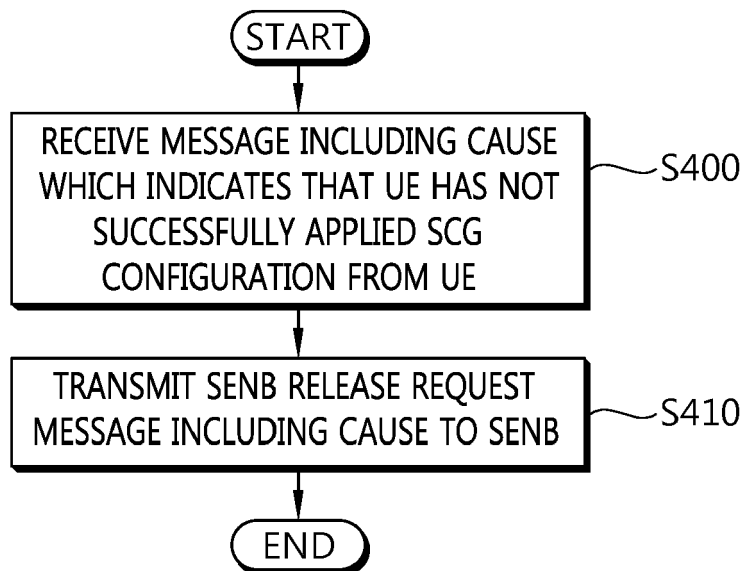 START
RECEIVE MESSAGE INCLUDING CAUSE
WHICH INDICATES THAT UE HAS NOT
SUCCESSFULLY APPLIED SCG
CONFIGURATION FROM UE
S400
TRANSMIT SENB RELEASE REQUEST
MESSAGE INCLUDING CAUSE TO SENB
S410
END